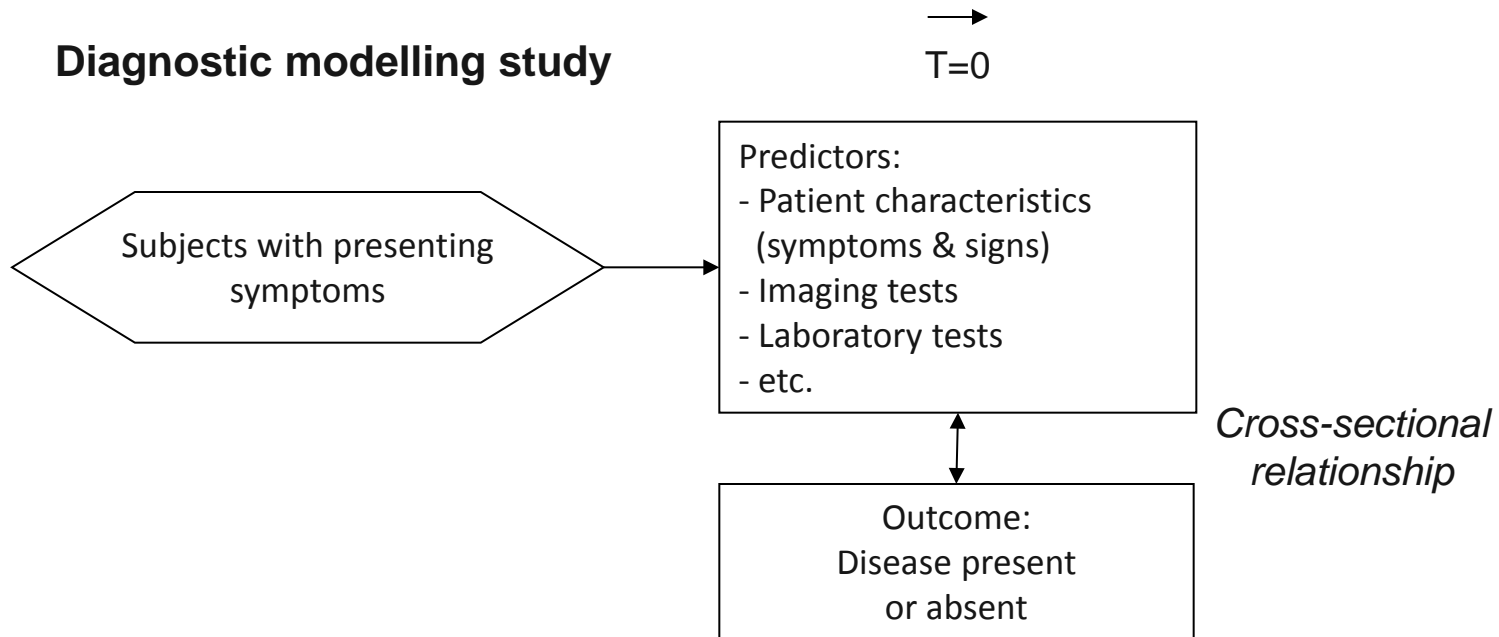 Diagnostic modelling study
T=0
Subjects with presenting
symptoms
Predictors:
- Patient characteristics
(symptoms & signs)
- Imaging tests
- Laboratory tests
- etc.
Cross-sectional
relationship
Outcome:
Disease present
or absent